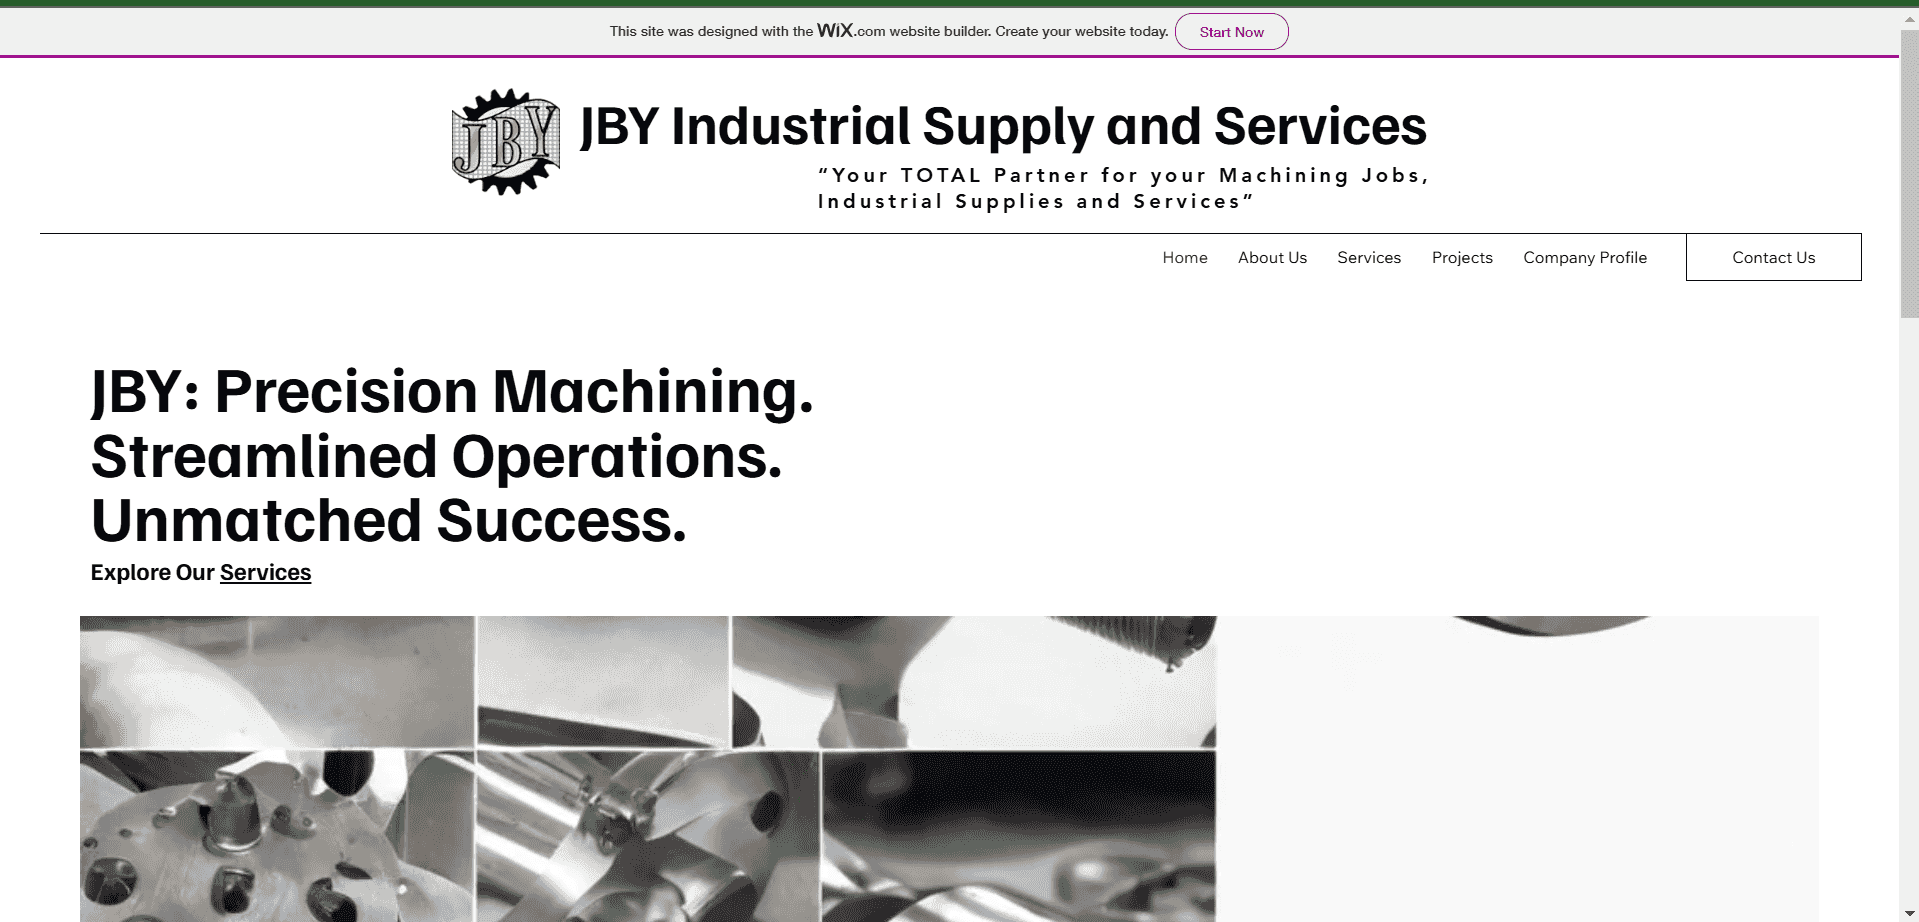 This site was designed with the WiX.com website builder. Create your website today.
Start Now
JBY
JBY Industrial Supply and Services
“Your TOTAL Partner for your Machining Jobs,
Industrial Supplies and Services”
Home
About Us
Services
Projects
Company Profile
Contact Us
JBY: Precision Machining.
Streamlined Operations.
Unmatched Success.
Explore Our Services